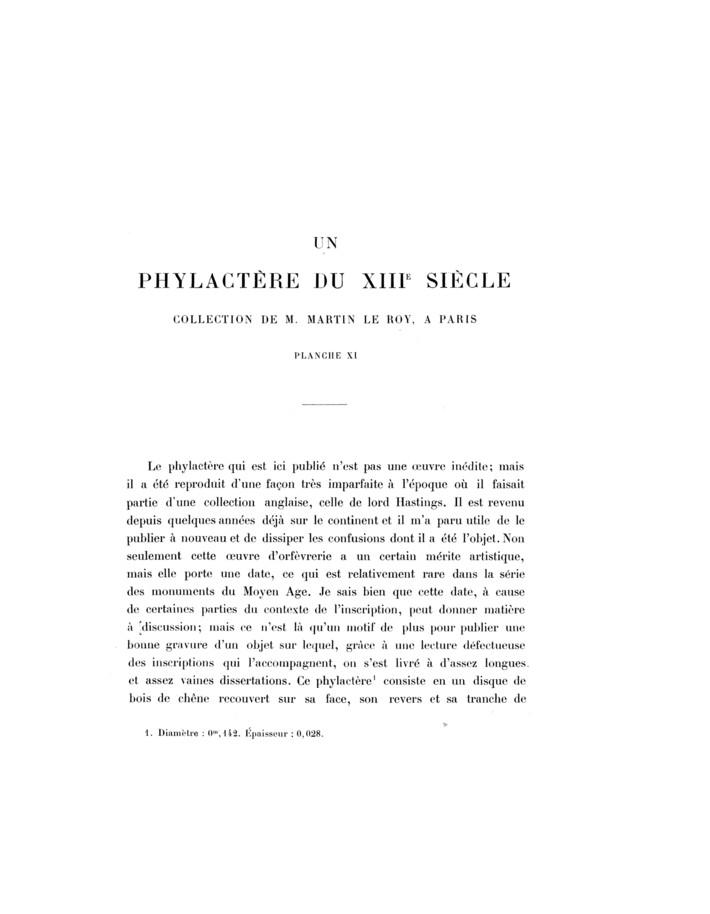 UN
PHYLACTÈRE DU XIIIᴱ SIÈCLE
COLLECTION DE M. MARTIN LE ROY, A PARIS
PLANCHE XI
Le phylactère qui est ici publié n'est pas une œuvre inédite; mais
il a été reproduit d'une façon très imparfaite à l'époque où il faisait
partie d'une collection anglaise, celle de lord Hastings. Il est revenu
depuis quelques années déjà sur le continent et il m'a paru utile de le
publier à nouveau et de dissiper les confusions dont il a été l'objet. Non
seulement cette œuvre d'orfèvrerie a un certain mérite artistique,
mais elle porte une date, ce qui est relativement rare dans la série
des monuments du Moyen Age. Je sais bien que cette date, à cause
de certaines parties du contexte de l'inscription, peut donner matière
à discussion; mais ce n'est là qu'un motif de plus pour publier une
bonne gravure d'un objet sur lequel, grâce à une lecture défectueuse
des inscriptions qui l'accompagnent, on s'est livré à d'assez longues
et assez vaines dissertations. Ce phylactère¹ consiste en un disque de
bois de chêne recouvert sur sa face, son revers et sa tranche de
1. Diamètre : 0ᵐ,142. Épaisseur : 0,028.